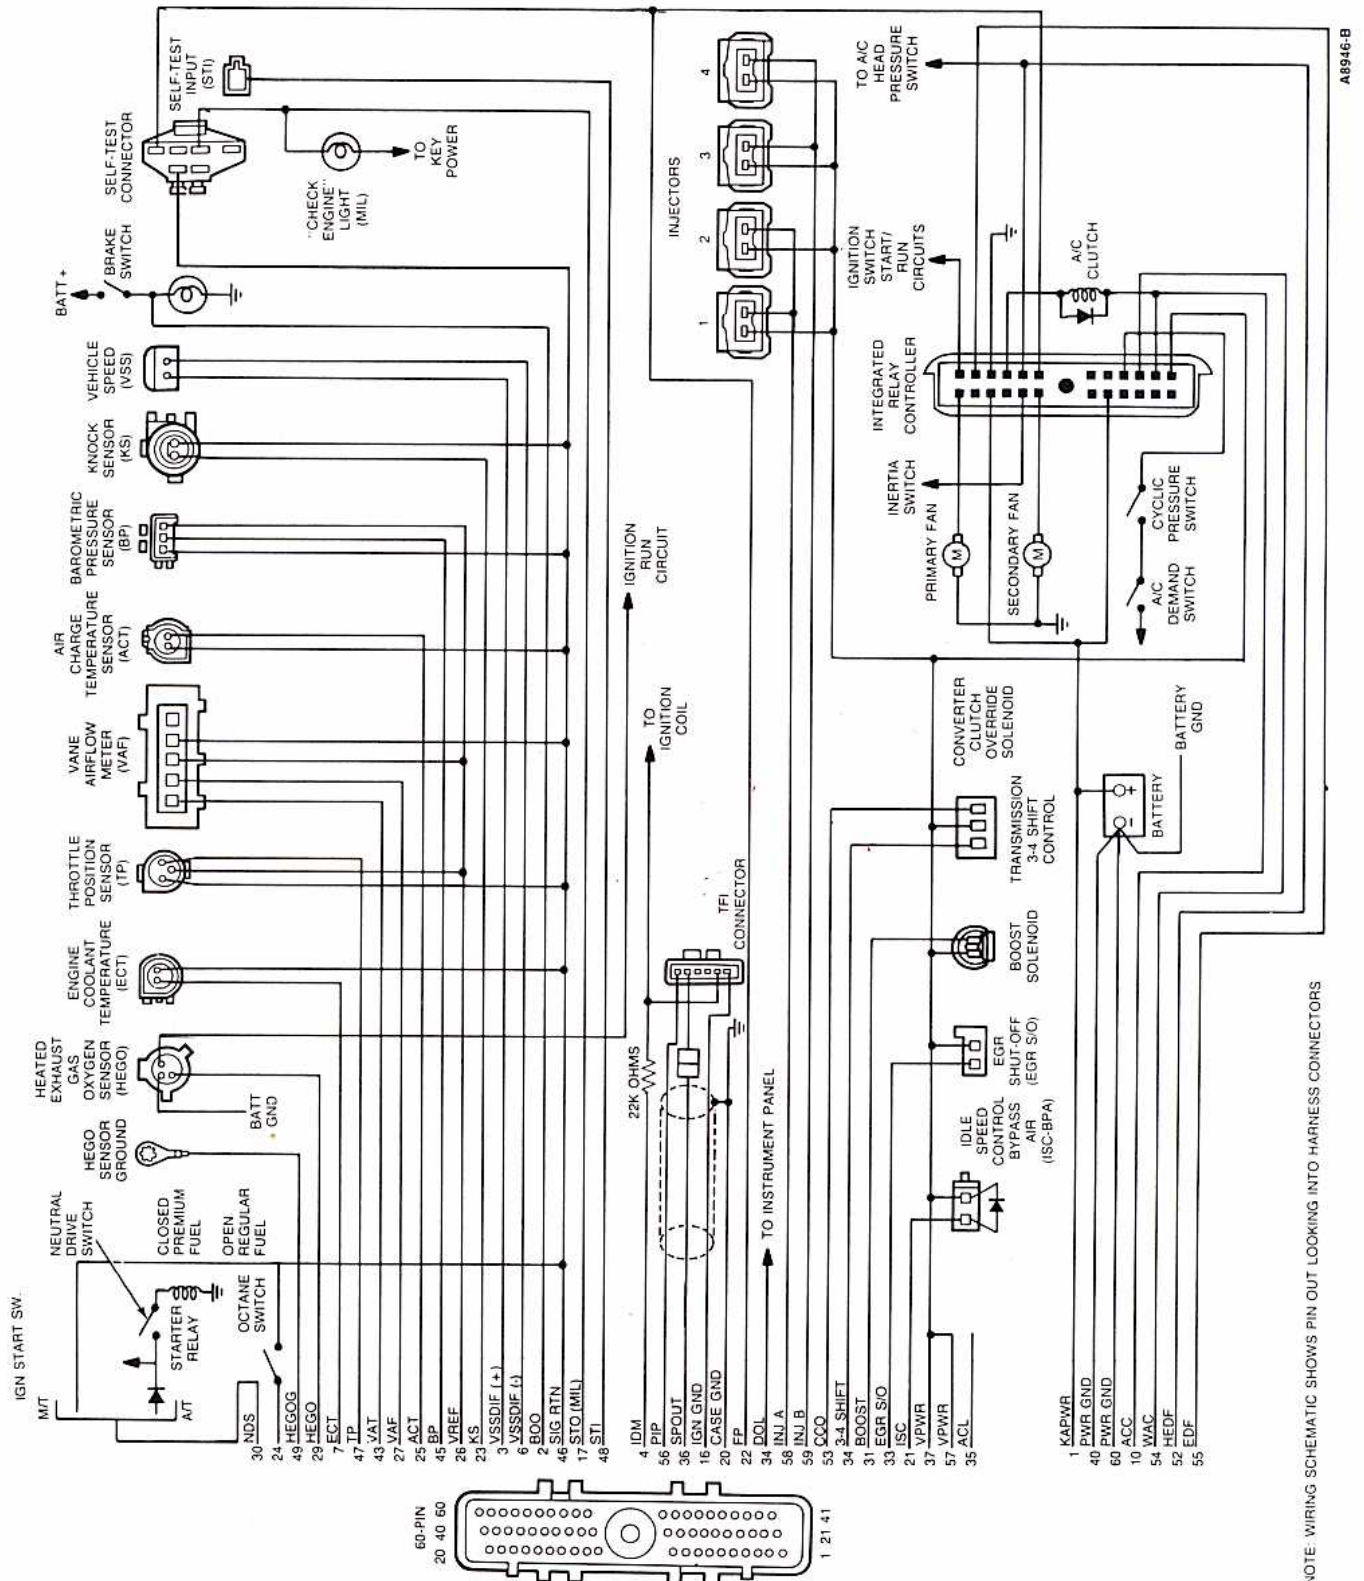 IGN START SW.
M/T
A/T
NEUTRAL
DRIVE
SWITCH
STARTER
RELAY
CLOSED
PREMIUM
FUEL
OPEN
REGULAR
FUEL
OCTANE
SWITCH
HEGO
SENSOR
GROUND
HEATED
EXHAUST
GAS
OXYGEN
SENSOR
(HEGO)
BATT
GND
ENGINE
COOLANT
TEMPERATURE
(ECT)
THROTTLE
POSITION
SENSOR
(TP)
VANE
AIRFLOW
METER
(VAF)
AIR
CHARGE
TEMPERATURE
SENSOR
(ACT)
BAROMETRIC
PRESSURE
SENSOR
(BP)
KNOCK
SENSOR
(KS)
VEHICLE
SPEED
(VSS)
BATT +
BRAKE
SWITCH
SELF-TEST
CONNECTOR
SELF-TEST
INPUT
(STI)
"CHECK
ENGINE"
LIGHT
(MIL)
TO
KEY
POWER
NDS
30
24
HEGOG
49
HEGO
29
ECT
7
TP
47
VAT
43
VAF
27
ACT
25
BP
45
VREF
26
KS
23
VSSDIF (+)
3
VSSDIF (-)
6
BOO
2
SIG RTN
46
STO (MIL)
17
STI
48
IDM
4
PIP
56
SPOUT
36
IGN GND
16
CASE GND
20
FP
22
DOL
34
INJ A
58
INJ B
59
CCO
53
3-4 SHIFT
34
BOOST
31
EGR S/O
33
ISC
21
VPWR
37
VPWR
57
ACL
35
KAPWR
1
PWR GND
40
PWR GND
60
ACC
10
WAC
54
HEDF
52
EDF
55
60-PIN
20 40 60
1 21 41
22K OHMS
TO
IGNITION
COIL
IGNITION
RUN
CIRCUIT
TFI
CONNECTOR
TO INSTRUMENT PANEL
INJECTORS
1
2
3
4
IDLE
SPEED
CONTROL
BYPASS
AIR
(ISC-BPA)
EGR
SHUT-OFF
(EGR S/O)
BOOST
SOLENOID
CONVERTER
CLUTCH
OVERRIDE
SOLENOID
TRANSMISSION
3-4 SHIFT
CONTROL
PRIMARY FAN
M
SECONDARY FAN
M
INERTIA
SWITCH
INTEGRATED
RELAY
CONTROLLER
IGNITION
SWITCH
START/
RUN
CIRCUITS
TO A/C
HEAD
PRESSURE
SWITCH
A/C
CLUTCH
CYCLIC
PRESSURE
SWITCH
A/C
DEMAND
SWITCH
- +
BATTERY
BATTERY
GND
NOTE: WIRING SCHEMATIC SHOWS PIN OUT LOOKING INTO HARNESS CONNECTORS
A8946-B